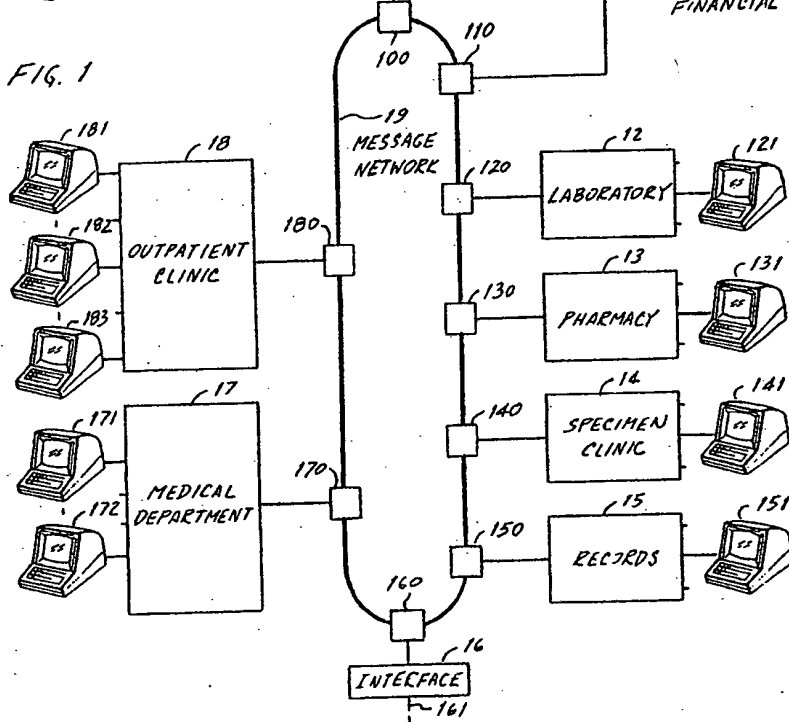 FINANCIAL
100
110
FIG. 1
19
MESSAGE
NETWORK
181
18
182
OUTPATIENT
CLINIC
183
180
120
12
LABORATORY
121
130
13
PHARMACY
131
17
171
MEDICAL
DEPARTMENT
172
170
140
14
SPECIMEN
CLINIC
141
150
15
RECORDS
151
160
16
INTERFACE
161